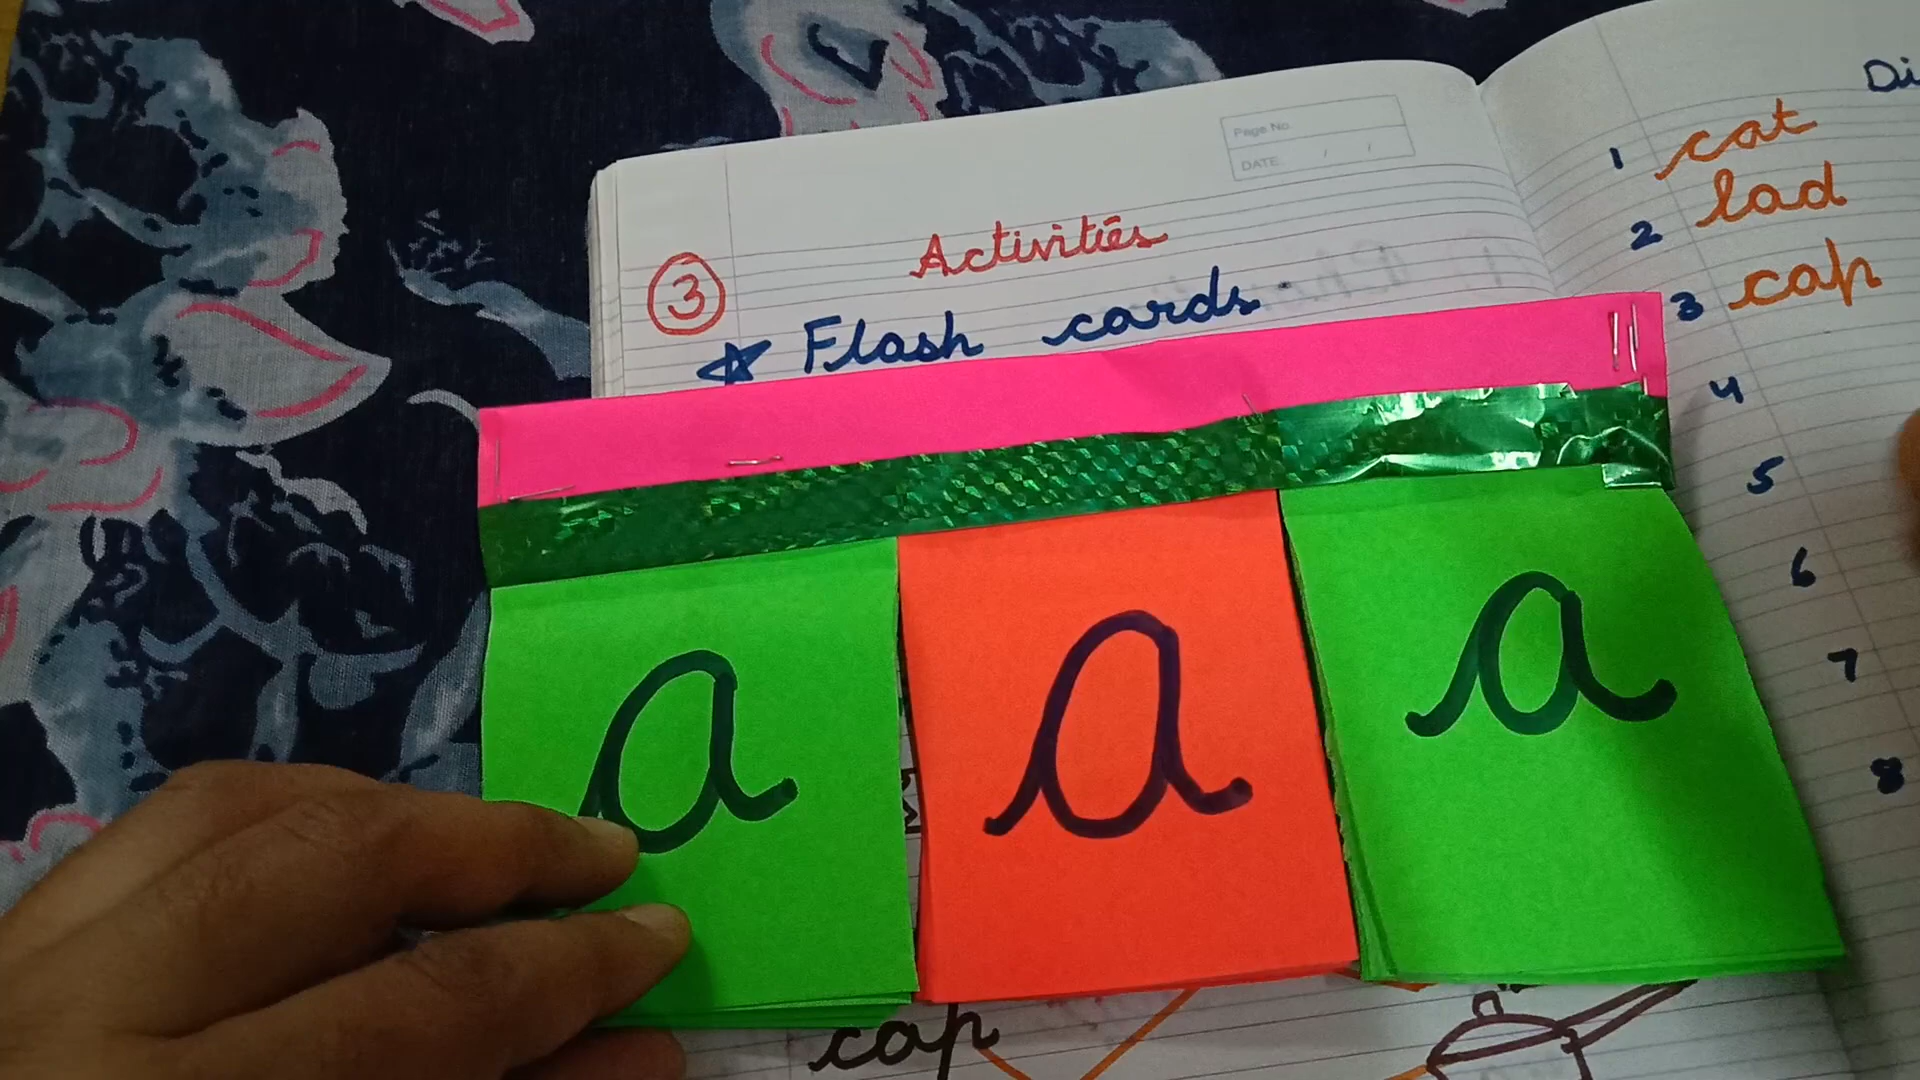 Page No.
DATE: / /
③ Activities
☆ Flash cards.
a a a
cap
Di
1 cat
2 lad
3 cap
4
5
6
7
8